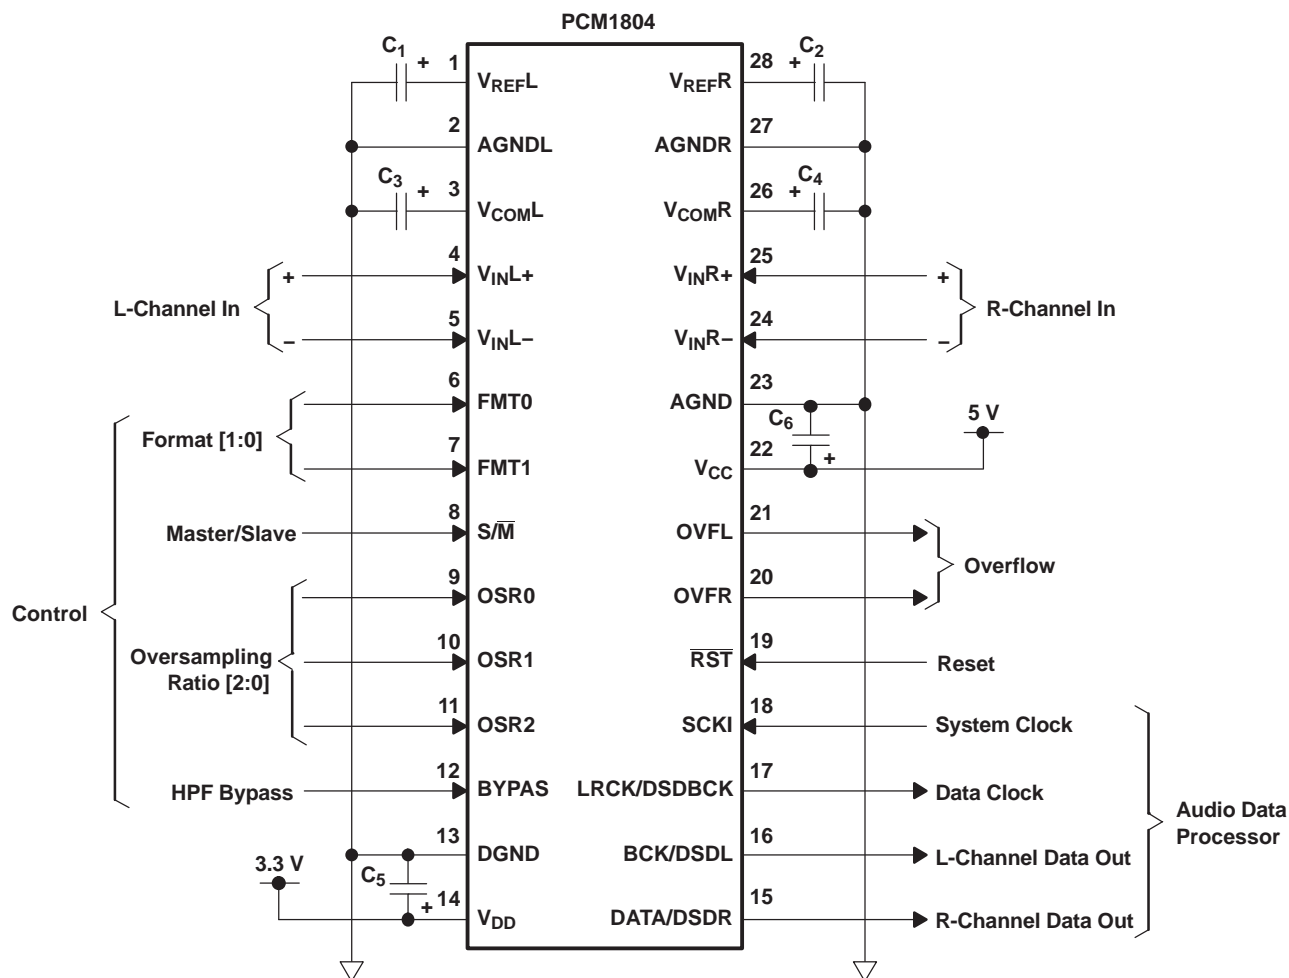 PCM1804
C1
+
1
VREFL
28
VREFR
+
C2
2
AGNDL
27
AGNDR
C3
+
3
VCOML
26
VCOMR
+
C4
L-Channel In
+
4
VINL+
25
VINR+
+
R-Channel In
−
5
VINL−
24
VINR−
−
Control
Format [1:0]
6
FMT0
23
AGND
7
FMT1
22
VCC
C6
+
5 V
Master/Slave
8
S/M̅
21
OVFL
Overflow
9
OSR0
20
OVFR
Oversampling
Ratio [2:0]
10
OSR1
19
R̅S̅T̅
Reset
11
OSR2
18
SCKI
System Clock
HPF Bypass
12
BYPAS
17
LRCK/DSDBCK
Data Clock
Audio Data
Processor
13
DGND
16
BCK/DSDL
L-Channel Data Out
3.3 V
C5
+
14
VDD
15
DATA/DSDR
R-Channel Data Out